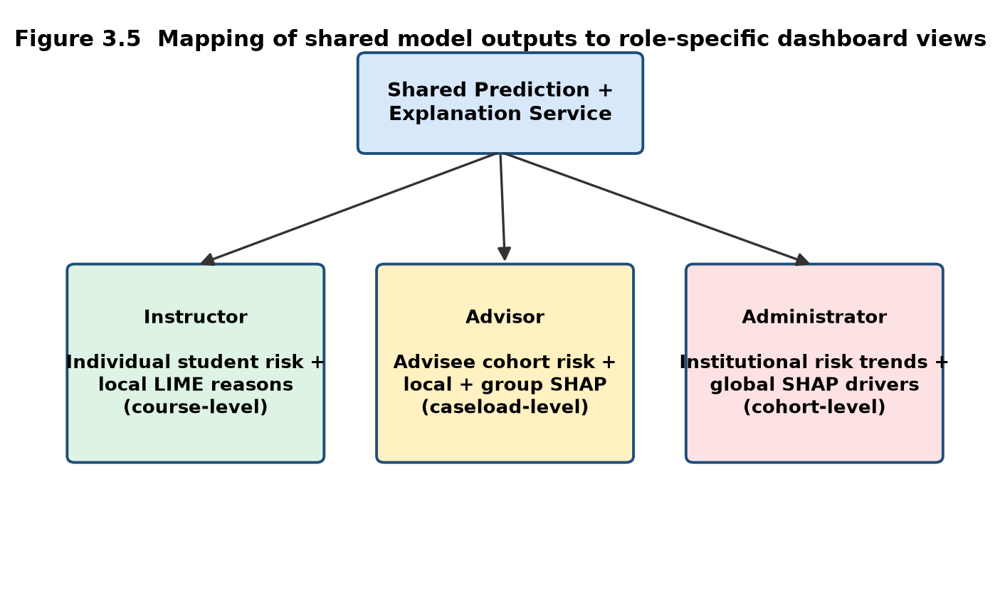 Figure 3.5  Mapping of shared model outputs to role-specific dashboard views
Shared Prediction +
Explanation Service
Instructor
Individual student risk +
local LIME reasons
(course-level)
Advisor
Advisee cohort risk +
local + group SHAP
(caseload-level)
Administrator
Institutional risk trends +
global SHAP drivers
(cohort-level)